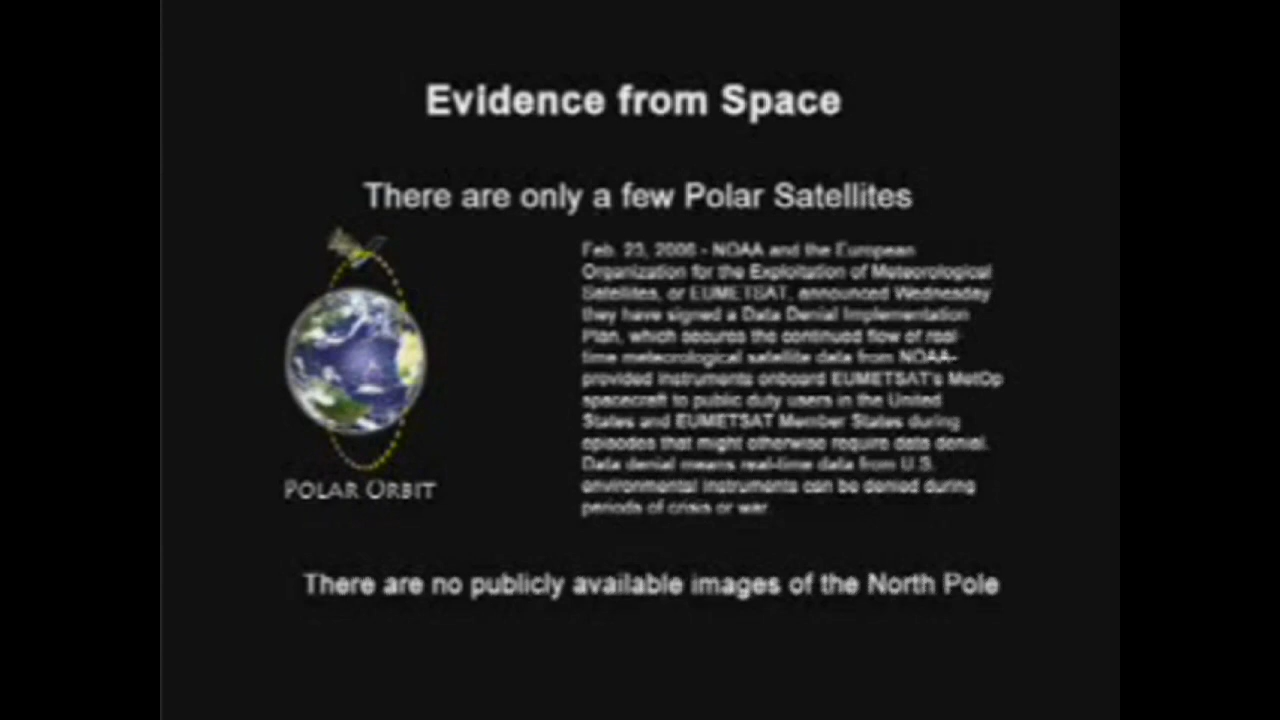 Evidence from Space
There are only a few Polar Satellites
Feb. 23, 2006 - NOAA and the European
Organization for the Exploitation of Meteorological
Satellites, or EUMETSAT, announced Wednesday
they have signed a Data Denial Implementation
Plan, which secures the continued flow of real-
time meteorological satellite data from NOAA-
provided instruments onboard EUMETSAT's MetOp
spacecraft to public duty users in the United
States and EUMETSAT Member States during
episodes that might otherwise require data denial.
Data denial means real-time data from U.S.
environmental instruments can be denied during
periods of crisis or war.
POLAR ORBIT
There are no publicly available images of the North Pole